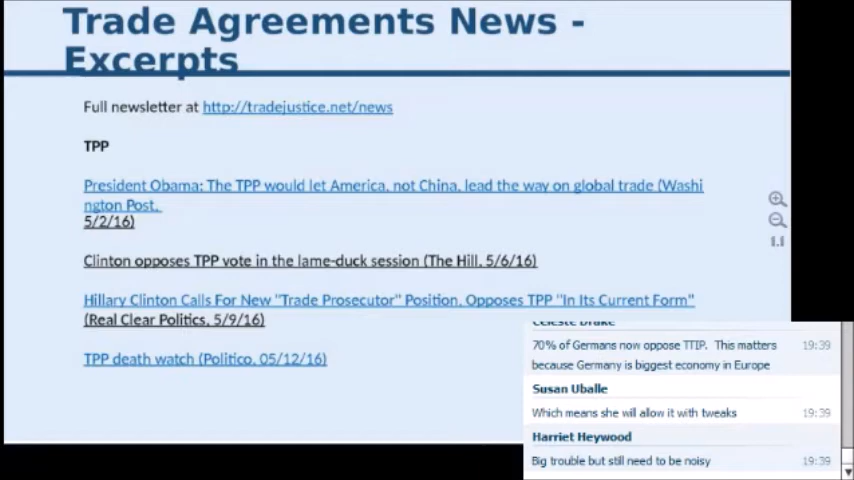 Trade Agreements News -
Excerpts
Full newsletter at http://tradejustice.net/news
TPP
President Obama: The TPP would let America, not China, lead the way on global trade (Washi
ngton Post,
5/2/16)
Clinton opposes TPP vote in the lame-duck session (The Hill, 5/6/16)
Hillary Clinton Calls For New "Trade Prosecutor" Position, Opposes TPP "In Its Current Form"
(Real Clear Politics, 5/9/16)
TPP death watch (Politico, 05/12/16)
1.1
Celeste Drake
70% of Germans now oppose TTIP. This matters 19:39
because Germany is biggest economy in Europe
Susan Uballe
Which means she will allow it with tweaks 19:39
Harriet Heywood
Big trouble but still need to be noisy 19:39